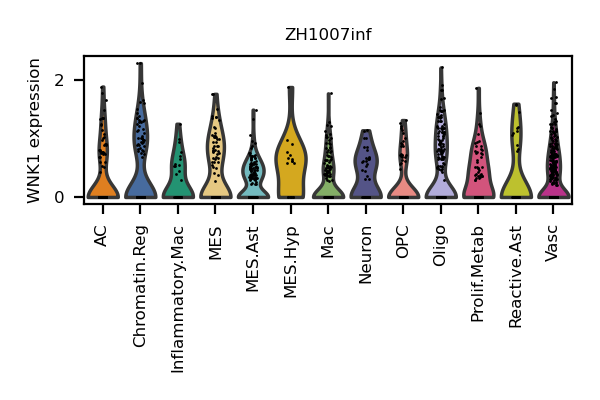 ZH1007inf
WNK1 expression
2
0
AC
Chromatin.Reg
Inflammatory.Mac
MES
MES.Ast
MES.Hyp
Mac
Neuron
OPC
Oligo
Prolif.Metab
Reactive.Ast
Vasc